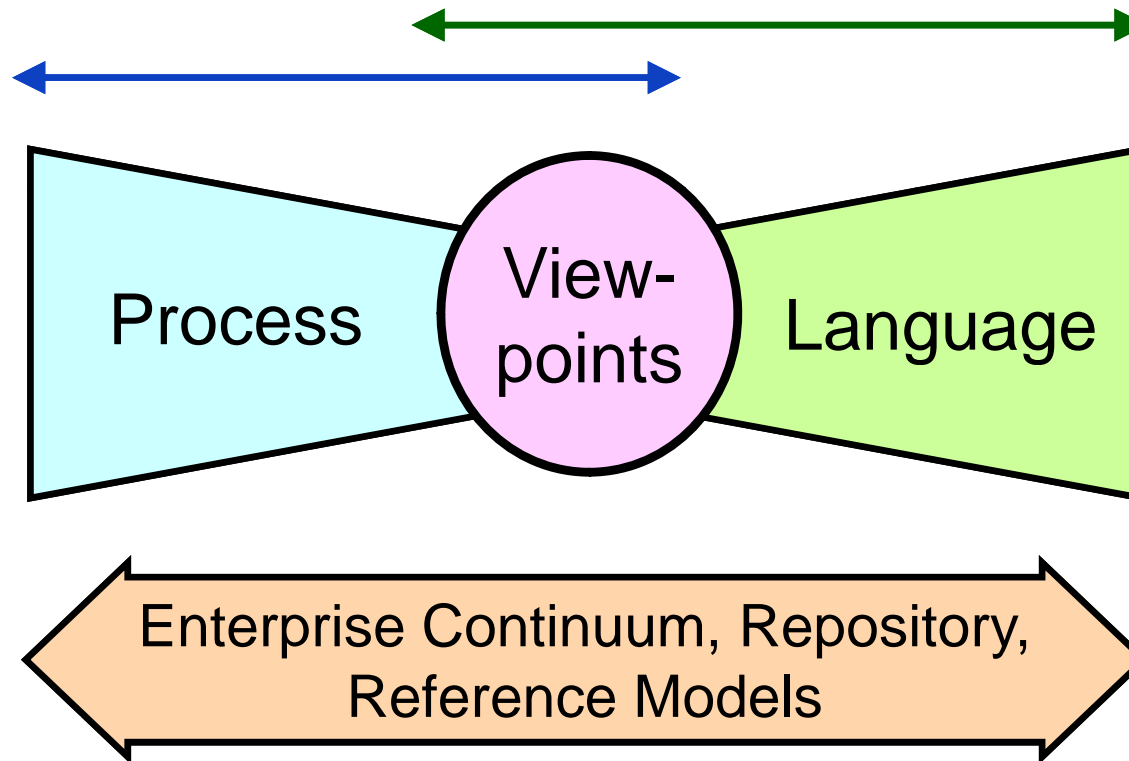 Process
View-
points
Language
Enterprise Continuum, Repository,
Reference Models